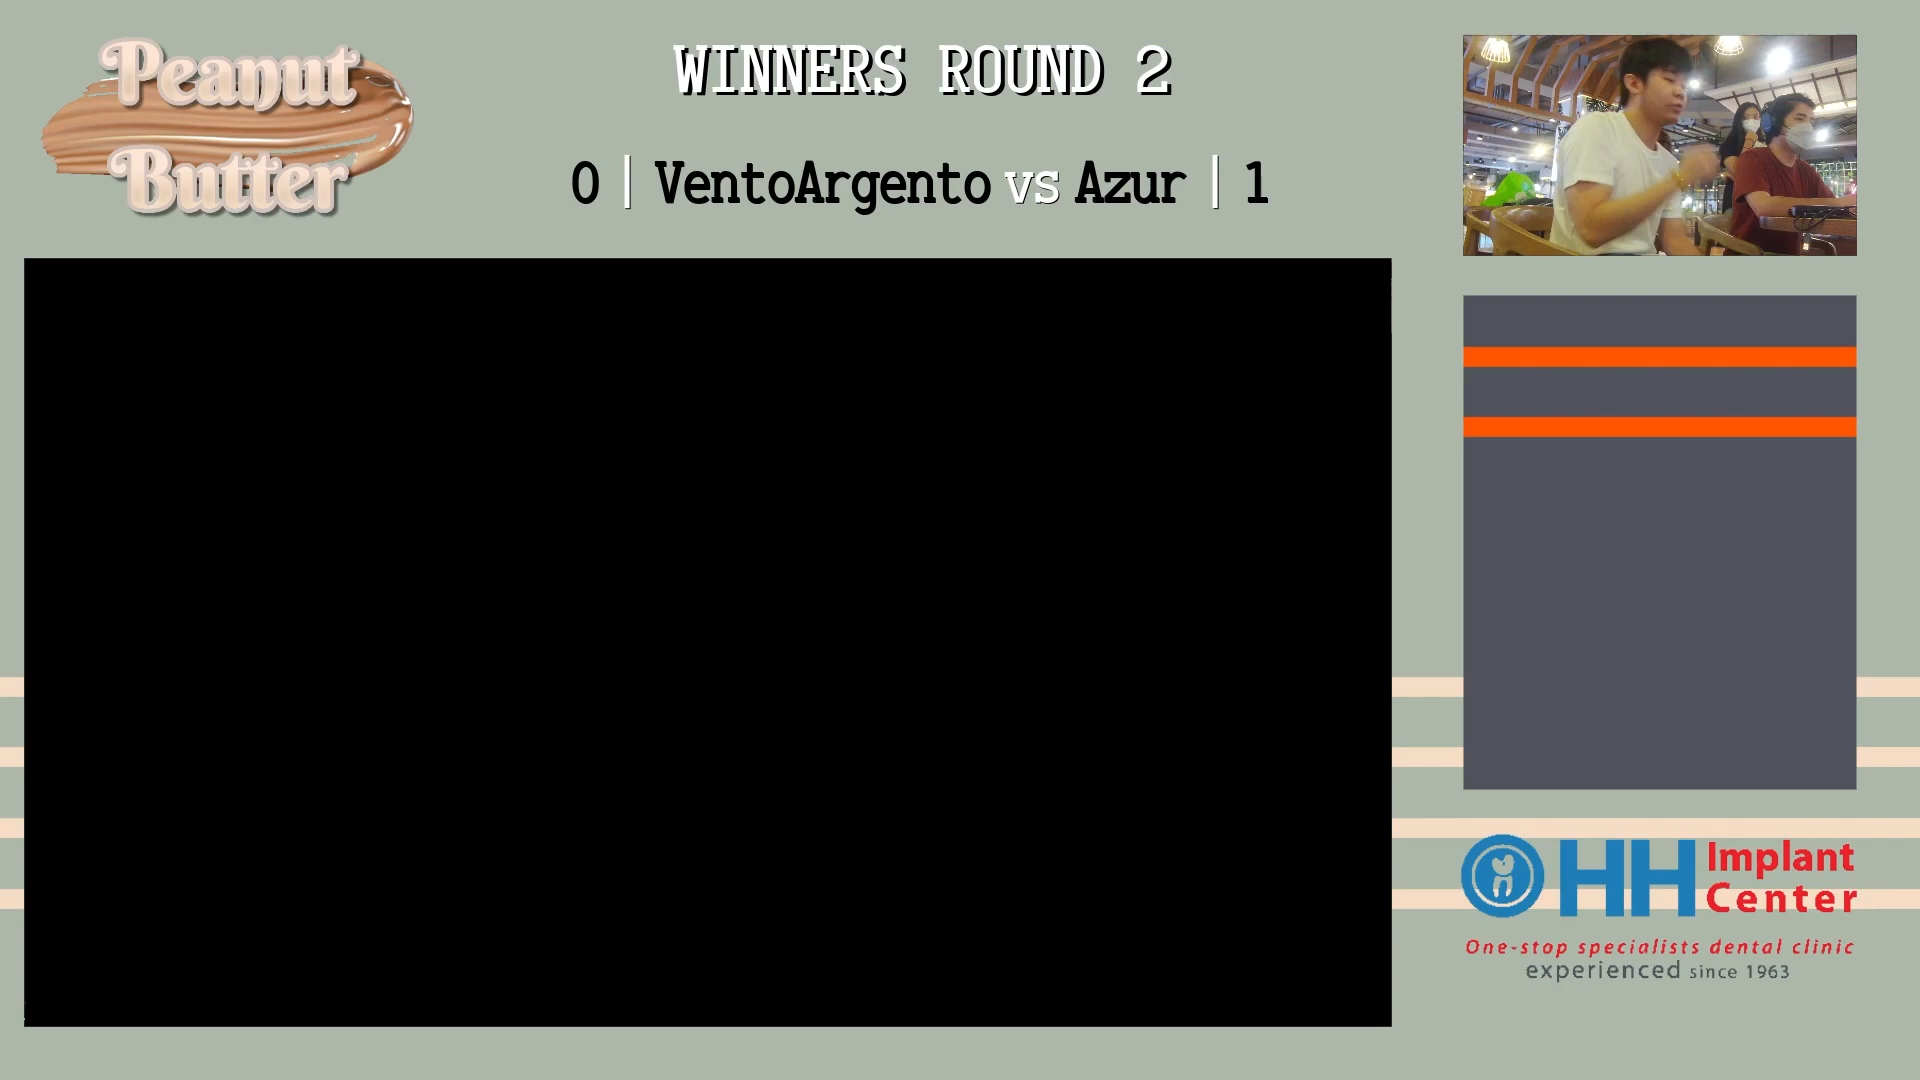 Peanut
Butter
WINNERS ROUND 2
0 | VentoArgento vs Azur | 1
HH Implant
Center
One-stop specialists dental clinic
experienced since 1963